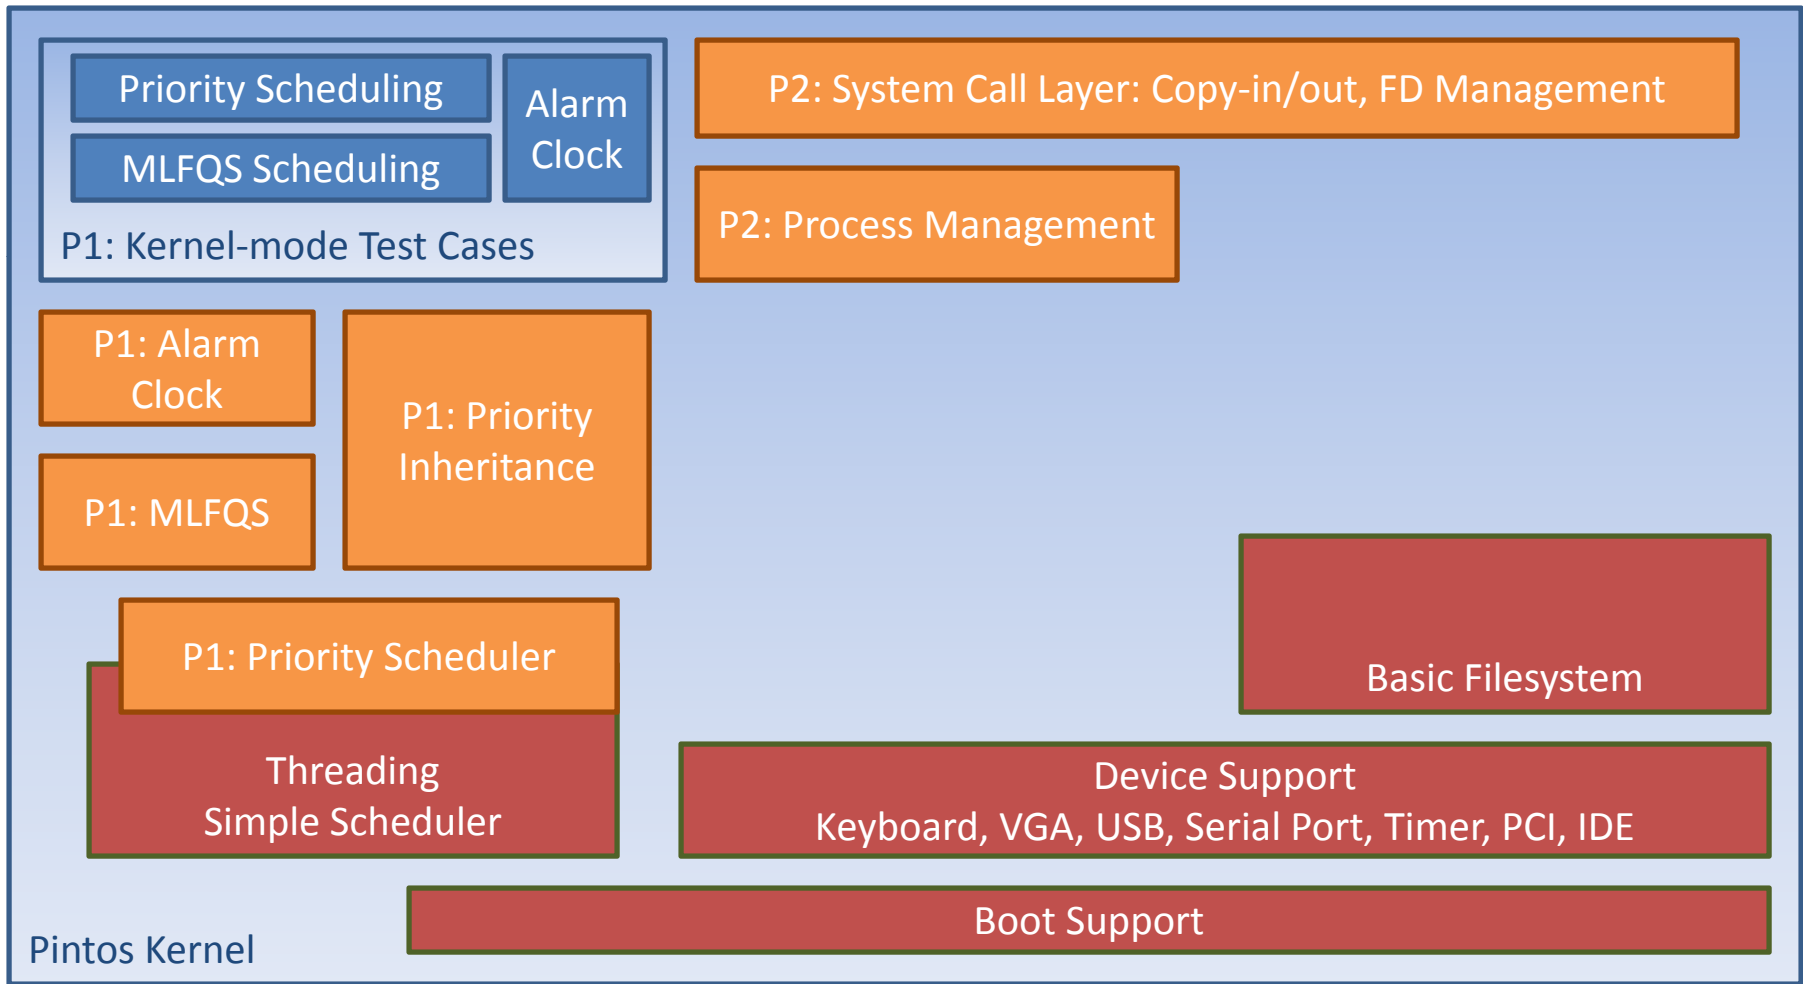 Priority Scheduling
MLFQS Scheduling
Alarm
Clock
P1: Kernel-mode Test Cases
P2: System Call Layer: Copy-in/out, FD Management
P2: Process Management
P1: Alarm
Clock
P1: Priority
Inheritance
P1: MLFQS
P1: Priority Scheduler
Threading
Simple Scheduler
Basic Filesystem
Device Support
Keyboard, VGA, USB, Serial Port, Timer, PCI, IDE
Boot Support
Pintos Kernel